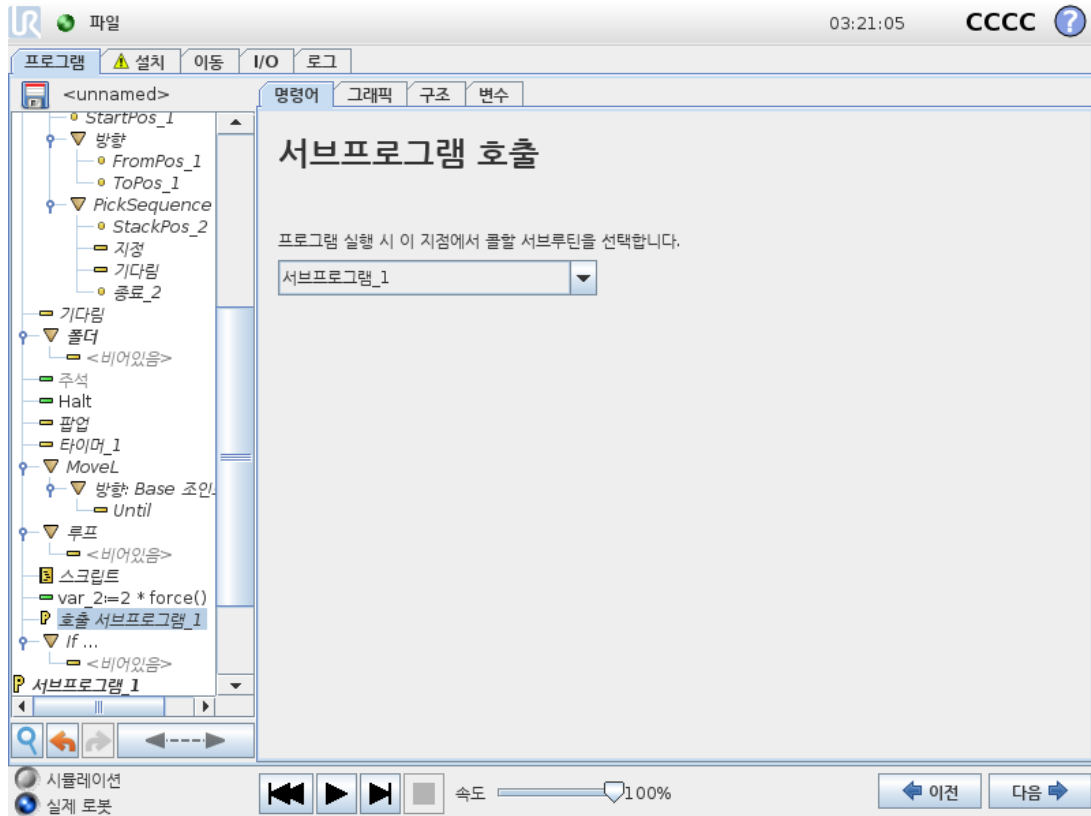 UR 파일 03:21:05 CCCC ?
프로그램 설치 이동 I/O 로그
<unnamed>
명령어 그래픽 구조 변수
StartPos_1
방향
FromPos_1
ToPos_1
PickSequence
StackPos_2
지정
기다림
종료_2
기다림
폴더
<비어있음>
주석
Halt
팝업
타이머_1
MoveL
방향: Base 조인
Until
루프
<비어있음>
스크립트
var_2:=2 * force()
호출 서브프로그램_1
If ...
<비어있음>
서브프로그램_1
서브프로그램 호출
프로그램 실행 시 이 지점에서 콜할 서브루틴을 선택합니다.
서브프로그램_1
시뮬레이션
실제 로봇
속도 100%
이전 다음